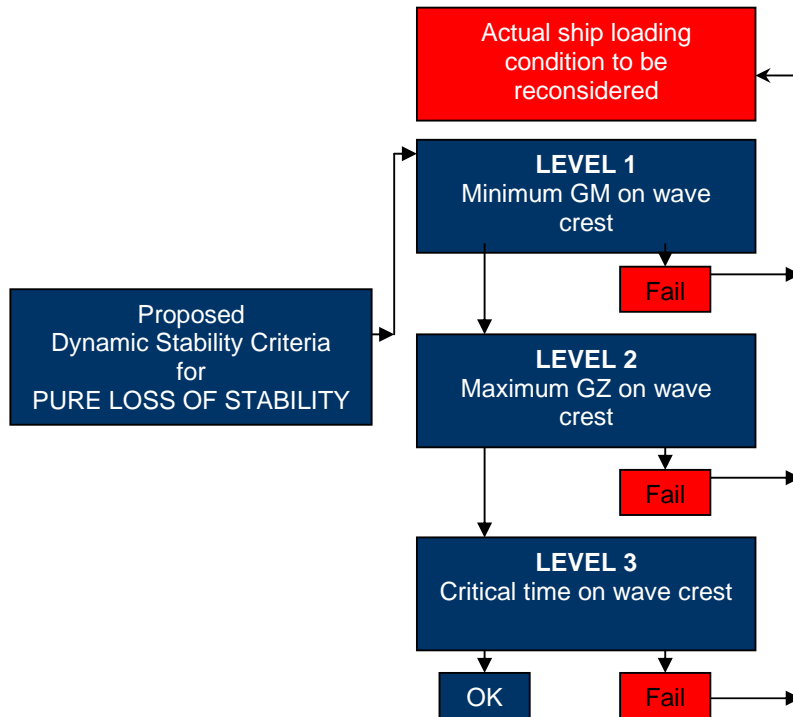 Actual ship loading
condition to be
reconsidered
LEVEL 1
Minimum GM on wave
crest
Fail
Proposed
Dynamic Stability Criteria
for
PURE LOSS OF STABILITY
LEVEL 2
Maximum GZ on wave
crest
Fail
LEVEL 3
Critical time on wave crest
OK
Fail